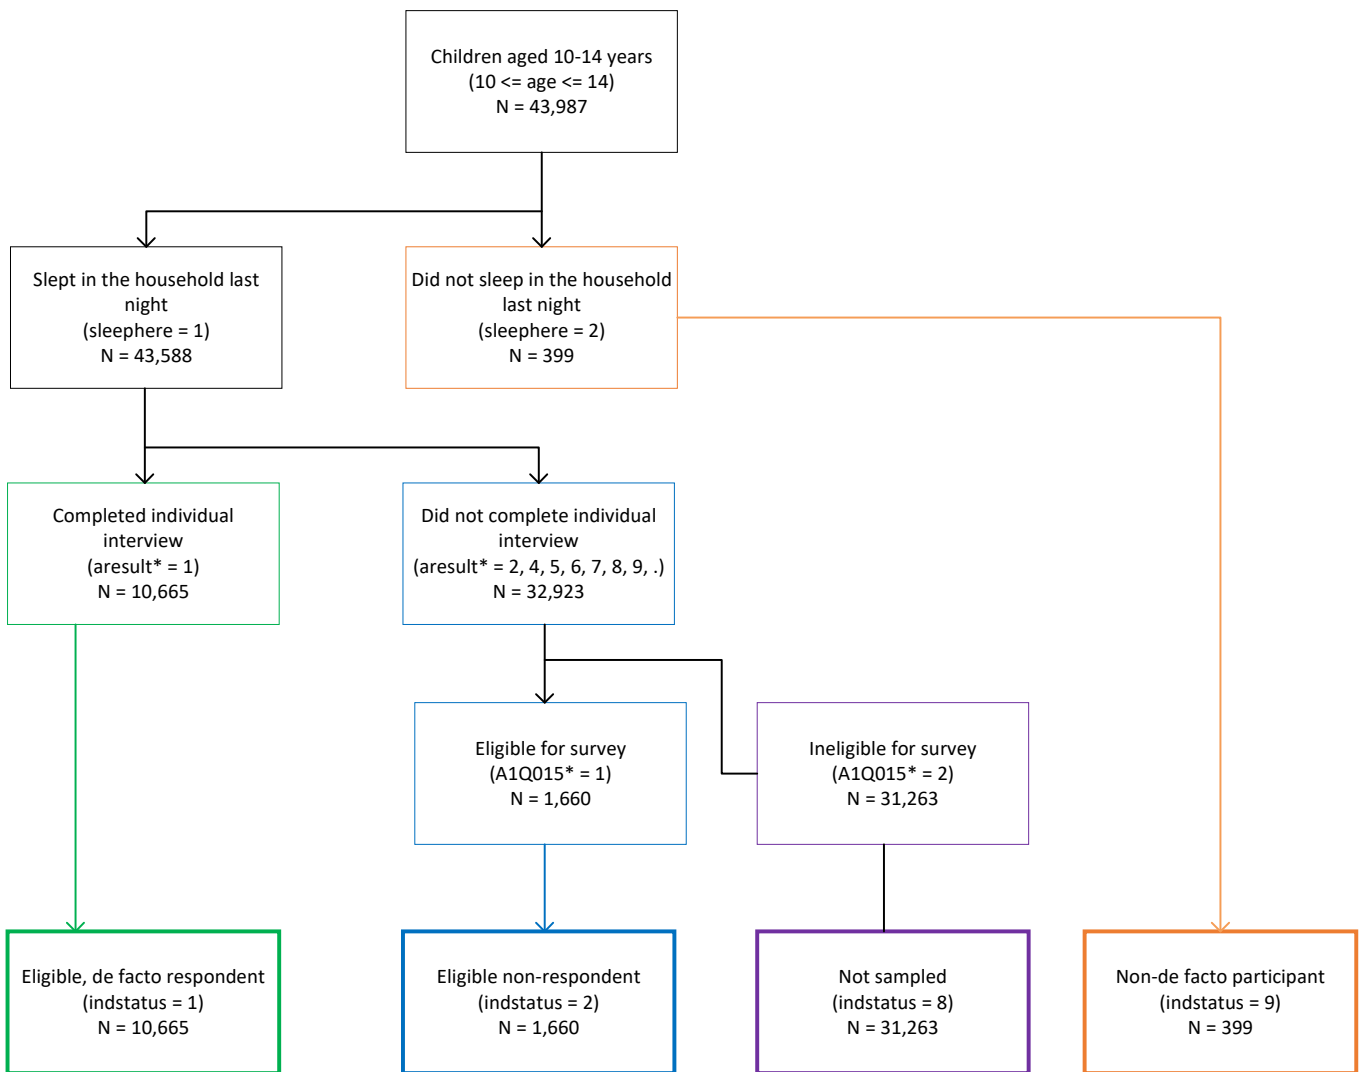 Children aged 10-14 years
(10 <= age <= 14)
N = 43,987
Slept in the household last
night
(sleephere = 1)
N = 43,588
Did not sleep in the household
last night
(sleephere = 2)
N = 399
Completed individual
interview
(aresult* = 1)
N = 10,665
Did not complete individual
interview
(aresult* = 2, 4, 5, 6, 7, 8, 9, .)
N = 32,923
Eligible for survey
(A1Q015* = 1)
N = 1,660
Ineligible for survey
(A1Q015* = 2)
N = 31,263
Eligible, de facto respondent
(indstatus = 1)
N = 10,665
Eligible non-respondent
(indstatus = 2)
N = 1,660
Not sampled
(indstatus = 8)
N = 31,263
Non-de facto participant
(indstatus = 9)
N = 399